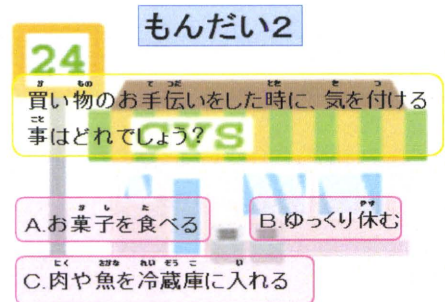 もんだい2
24
買い物のお手伝いをした時に、気を付ける
事はどれでしょう?
CVS
A.お菓子を食べる
B.ゆっくり休む
C.肉や魚を冷蔵庫に入れる